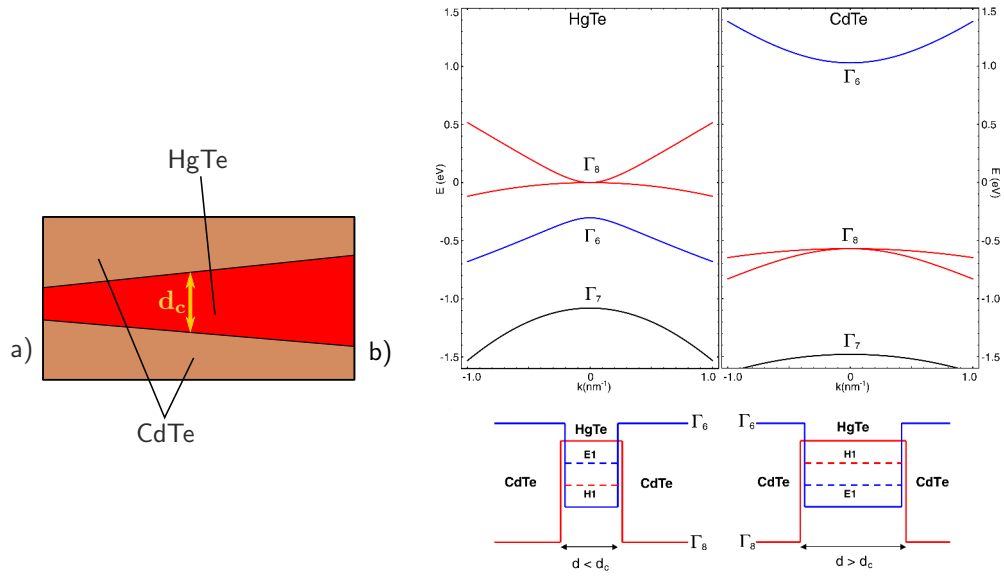 HgTe
d_c
a)
CdTe
b)
HgTe
CdTe
1.5
1.0
0.5
0
-0.5
-1.0
-1.5
E (eV)
Γ8
Γ6
Γ7
-1.0
-0.5
0.0
0.5
1.0
k(nm-1)
Γ6
Γ8
Γ7
-1.0
-0.5
0.0
0.5
1.0
k(nm-1)
1.5
1.0
0.5
0
-0.5
-1.0
-1.5
E (eV)
HgTe
Γ6
E1
CdTe
H1
CdTe
Γ8
d < dc
Γ6
HgTe
H1
CdTe
E1
CdTe
Γ8
d > dc